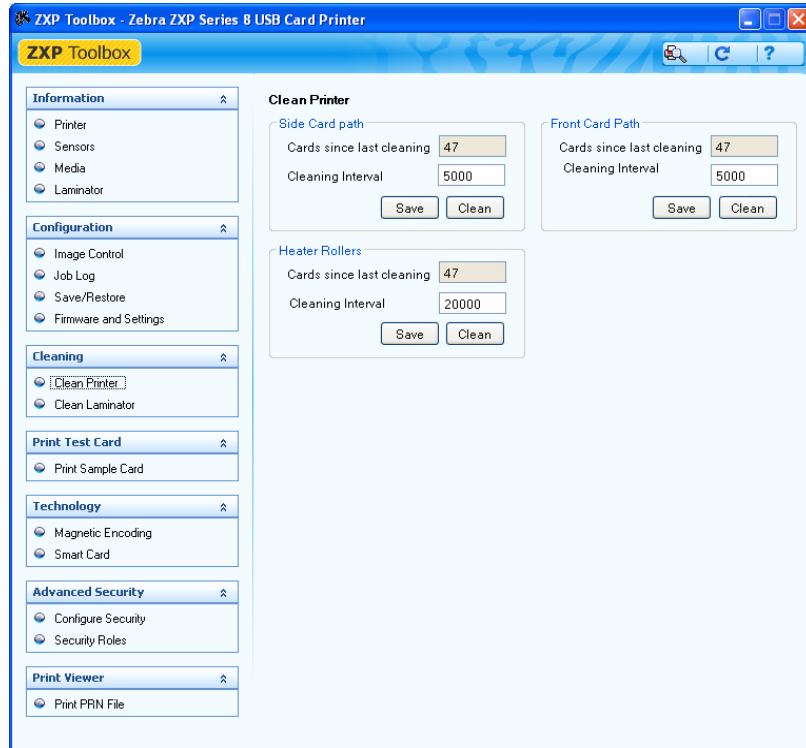 ZXP Toolbox - Zebra ZXP Series 8 USB Card Printer
ZXP Toolbox
?
Information
Printer
Sensors
Media
Laminator
Configuration
Image Control
Job Log
Save/Restore
Firmware and Settings
Cleaning
Clean Printer
Clean Laminator
Print Test Card
Print Sample Card
Technology
Magnetic Encoding
Smart Card
Advanced Security
Configure Security
Security Roles
Print Viewer
Print PRN File
Clean Printer
Side Card path
Cards since last cleaning 47
Cleaning Interval 5000
Save Clean
Front Card Path
Cards since last cleaning 47
Cleaning Interval 5000
Save Clean
Heater Rollers
Cards since last cleaning 47
Cleaning Interval 20000
Save Clean